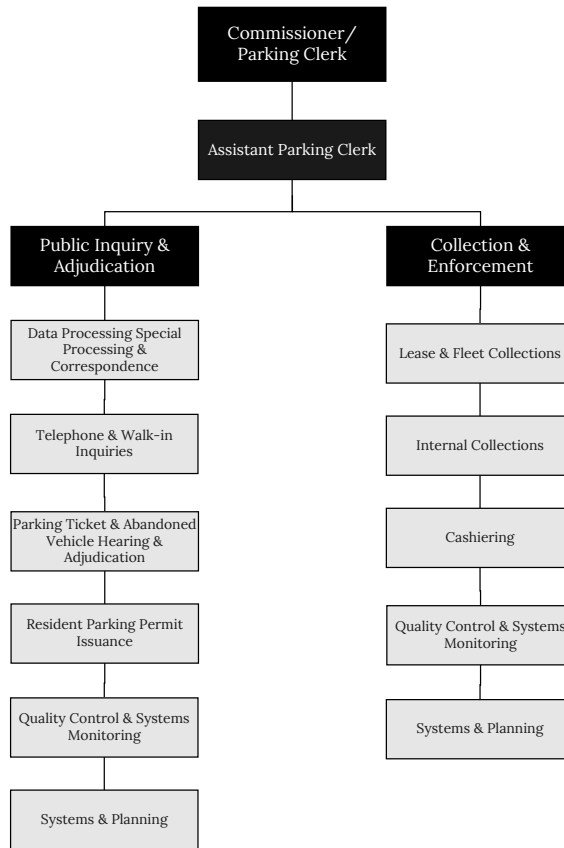 Commissioner/
Parking Clerk
Assistant Parking Clerk
Public Inquiry &
Adjudication
Data Processing Special
Processing &
Correspondence
Telephone & Walk-in
Inquiries
Parking Ticket & Abandoned
Vehicle Hearing &
Adjudication
Resident Parking Permit
Issuance
Quality Control & Systems
Monitoring
Systems & Planning
Collection &
Enforcement
Lease & Fleet Collections
Internal Collections
Cashiering
Quality Control & Systems
Monitoring
Systems & Planning